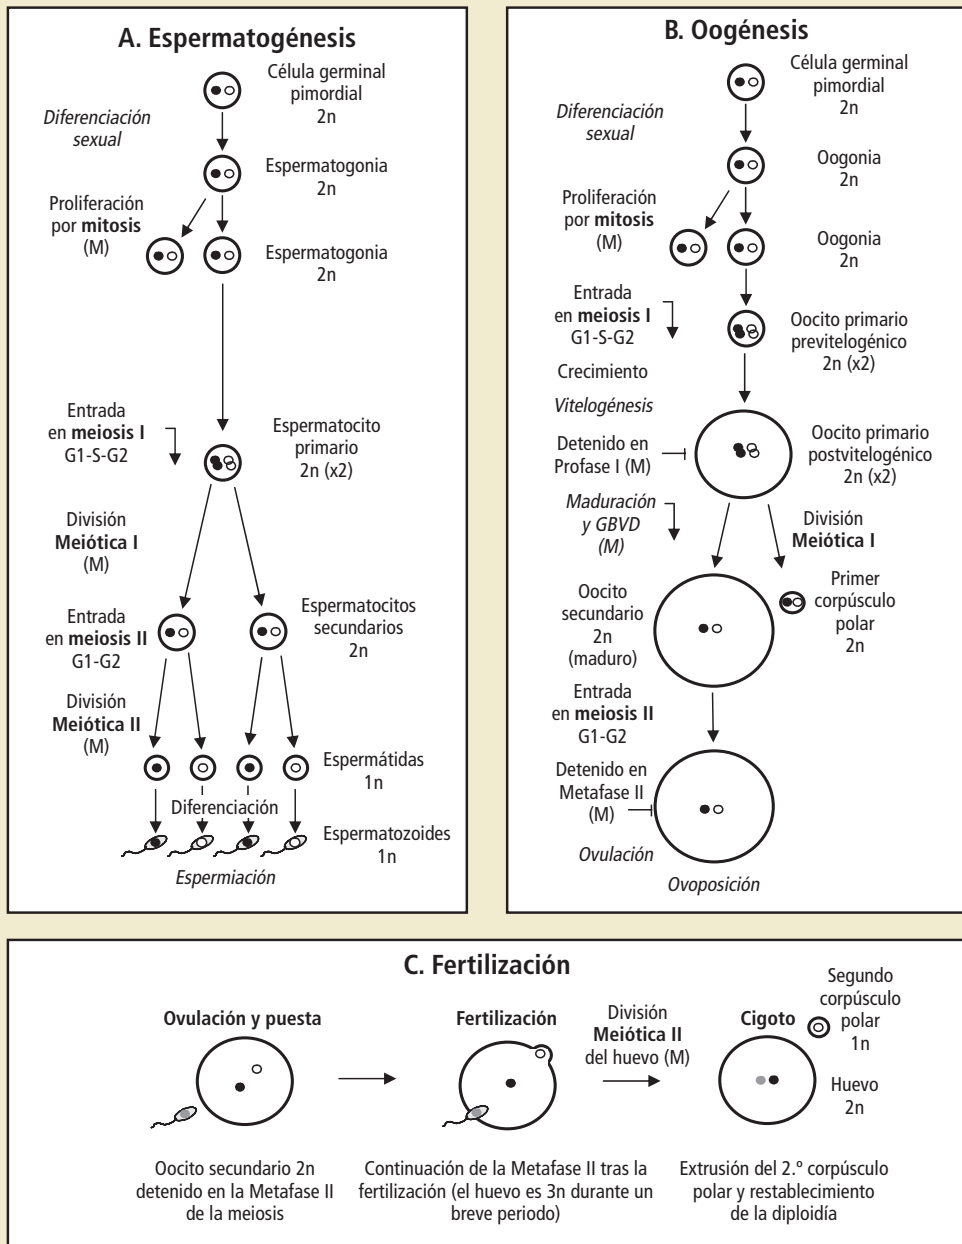 A. Espermatogénesis
Célula germinal
pimordial
2n
Diferenciación
sexual
Espermatogonia
2n
Proliferación
por mitosis
(M)
Espermatogonia
2n
Entrada
en meiosis I
G1-S-G2
Espermatocito
primario
2n (x2)
División
Meiótica I
(M)
Entrada
en meiosis II
G1-G2
Espermatocitos
secundarios
2n
División
Meiótica II
(M)
Espermátidas
1n
Diferenciación
Espermatozoides
1n
Espermiación
B. Oogénesis
Célula germinal
pimordial
2n
Diferenciación
sexual
Oogonia
2n
Proliferación
por mitosis
(M)
Oogonia
2n
Entrada
en meiosis I
G1-S-G2
Oocito primario
previtelogénico
2n (x2)
Crecimiento
Vitelogénesis
Detenido en
Profase I (M)
Oocito primario
postvitelogénico
2n (x2)
Maduración
y GBVD
(M)
División
Meiótica I
Oocito
secundario
2n
(maduro)
Primer
corpúsculo
polar
2n
Entrada
en meiosis II
G1-G2
Detenido en
Metafase II
(M)
Ovulación
Ovoposición
C. Fertilización
Ovulación y puesta
Fertilización
División
Meiótica II
del huevo (M)
Cigoto
Segundo
corpúsculo
polar
1n
Huevo
2n
Oocito secundario 2n
detenido en la Metafase II
de la meiosis
Continuación de la Metafase II tras la
fertilización (el huevo es 3n durante un
breve periodo)
Extrusión del 2.º corpúsculo
polar y restablecimiento
de la diploidía